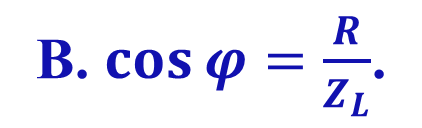 B. cos φ = R/Z_L.